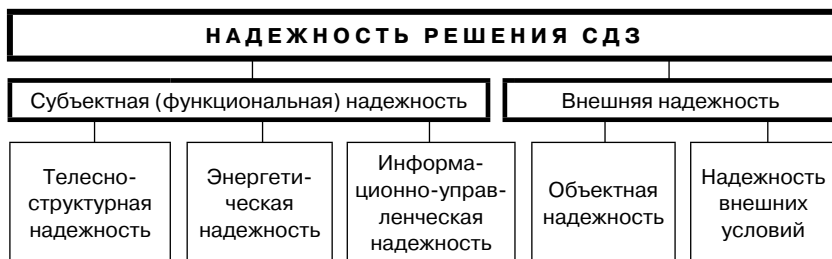 НАДЕЖНОСТЬ РЕШЕНИЯ СДЗ
Субъектная (функциональная) надежность
Внешняя надежность
Телесно-
структурная
надежность
Энергети-
ческая
надежность
Информа-
ционно-управ-
ленческая
надежность
Объектная
надежность
Надежность
внешних
условий